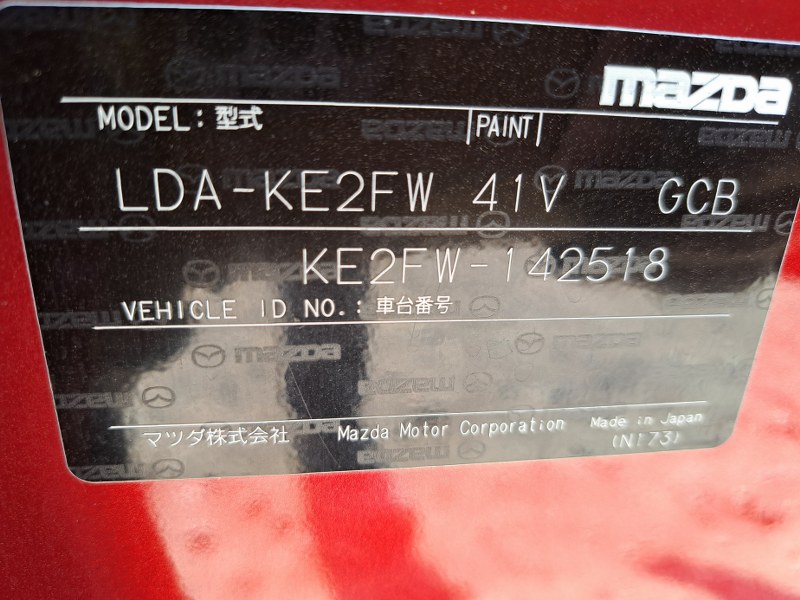 mazda
MODEL: 型式 PAINT
LDA-KE2FW 41V GCB
KE2FW-142518
VEHICLE ID NO.: 車台番号
マツダ株式会社 Mazda Motor Corporation Made in Japan
(N173)